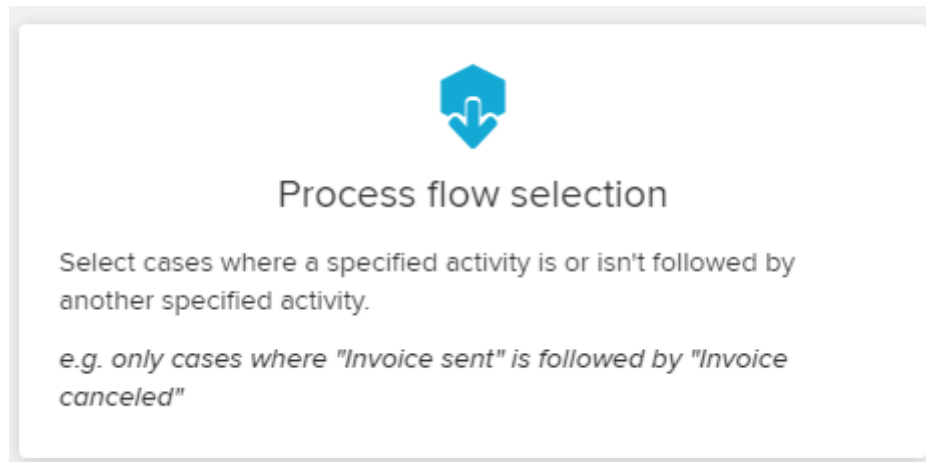 Process flow selection
Select cases where a specified activity is or isn't followed by
another specified activity.
e.g. only cases where "Invoice sent" is followed by "Invoice
canceled"